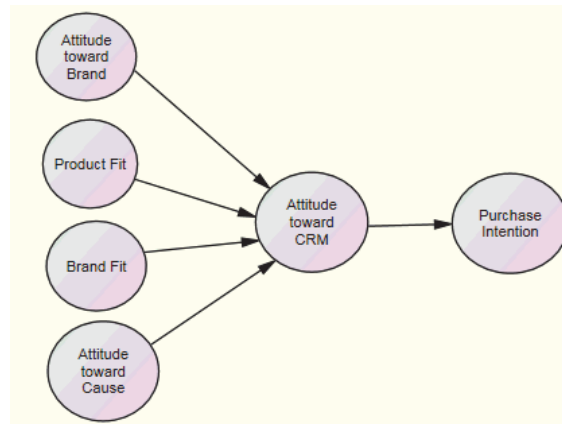 Attitude
toward
Brand
Product Fit
Brand Fit
Attitude
toward
Cause
Attitude
toward
CRM
Purchase
Intention